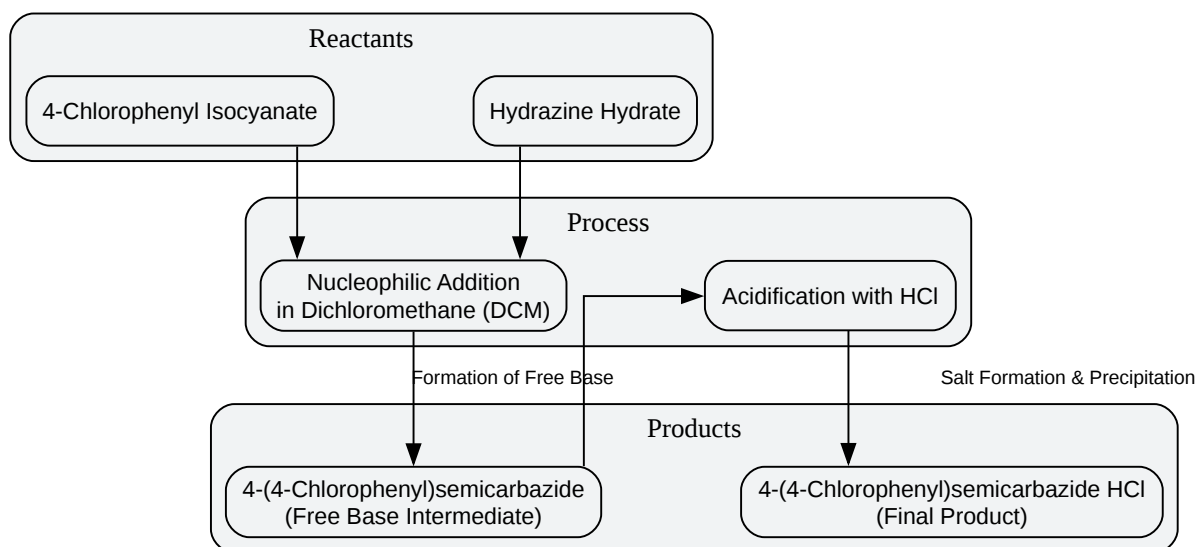 Reactants
4-Chlorophenyl Isocyanate
Hydrazine Hydrate
Process
Nucleophilic Addition
in Dichloromethane (DCM)
Acidification with HCl
Formation of Free Base
Salt Formation & Precipitation
Products
4-(4-Chlorophenyl)semicarbazide
(Free Base Intermediate)
4-(4-Chlorophenyl)semicarbazide HCl
(Final Product)